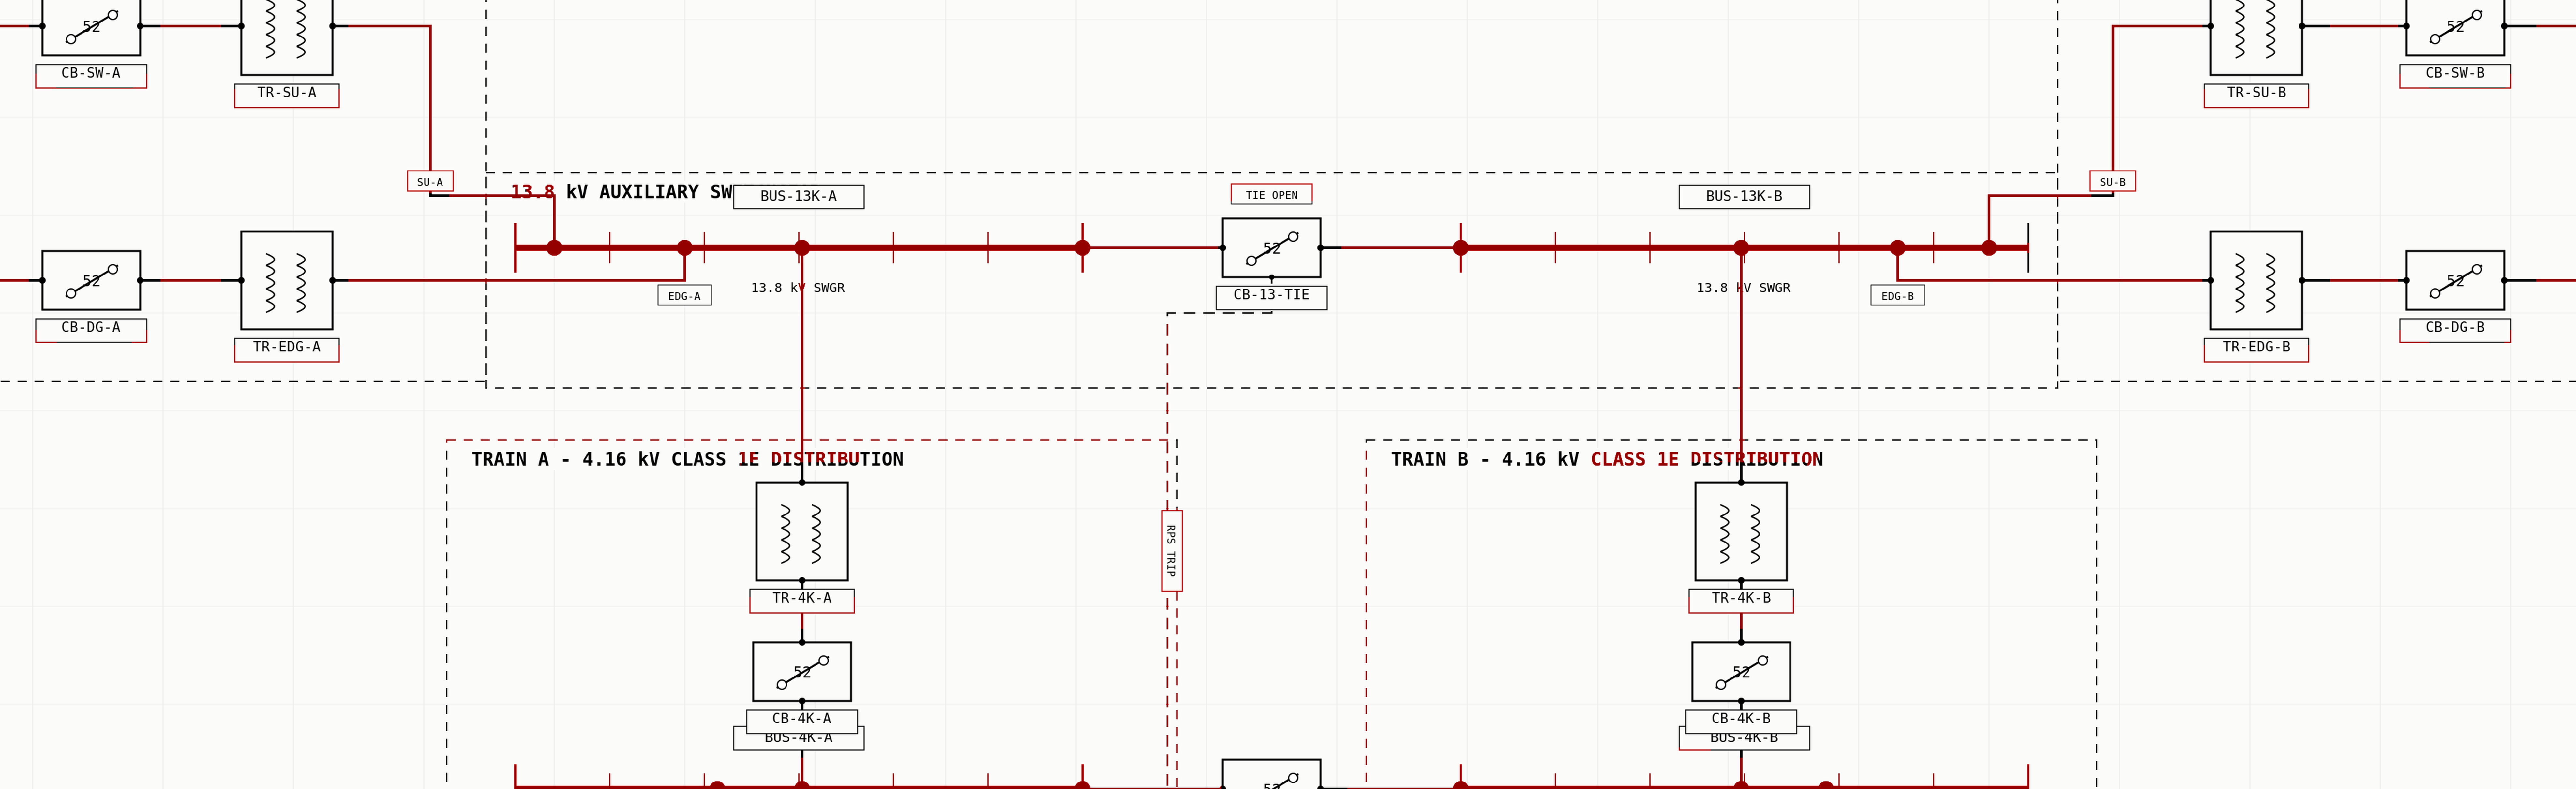 52
CB-SW-A
TR-SU-A
52
CB-SW-B
TR-SU-B
SU-A
SU-B
13.8 kV AUXILIARY SW
BUS-13K-A
TIE OPEN
BUS-13K-B
52
CB-DG-A
TR-EDG-A
EDG-A
13.8 kV SWGR
52
CB-13-TIE
13.8 kV SWGR
EDG-B
52
CB-DG-B
TR-EDG-B
TRAIN A - 4.16 kV CLASS 1E DISTRIBUTION
TRAIN B - 4.16 kV CLASS 1E DISTRIBUTION
RPS TRIP
TR-4K-A
TR-4K-B
52
52
CB-4K-A
BUS-4K-A
CB-4K-B
BUS-4K-B
52